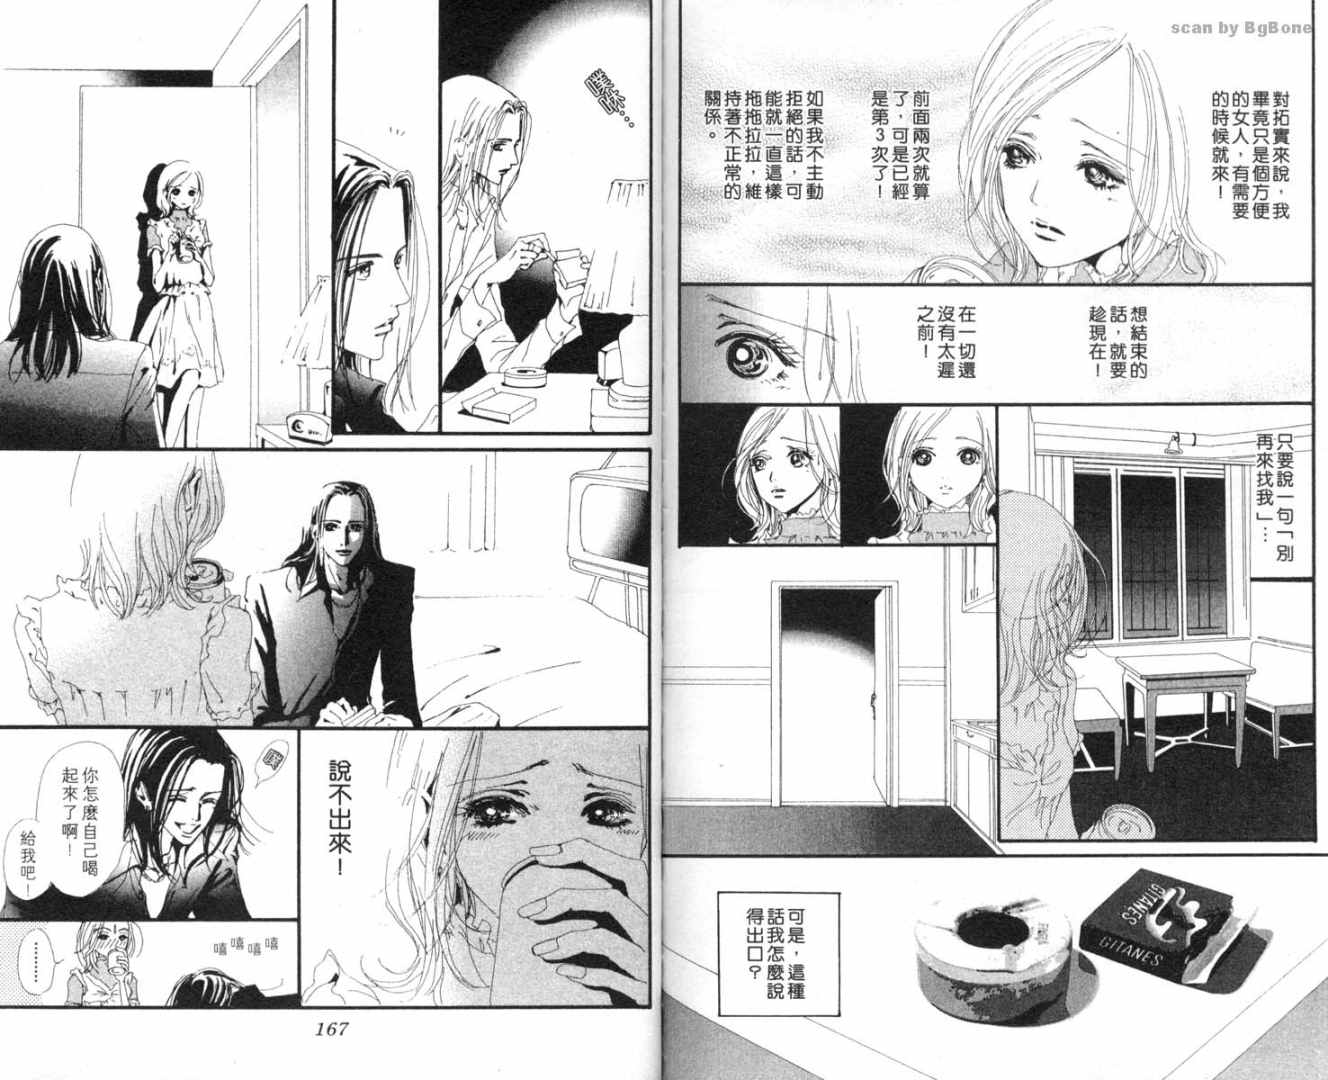 scan by BgBone
對拓實來說，我
畢竟只是個方便
的女人，有需要
的時候就來！
前面兩次就算
了，可是已經
是第3次了！
如果我不主動
拒絕的話，可
能就一直這樣
拖拖拉拉，維
持著不正常的
關係。
想結束的
話，就要
趁現在！
在一切還
沒有太遲
之前！
只要說一句「別
再來找我」…
可是，這種
話我怎麼說
得出口？
GITANES
GITANES
說不出來！
噗
你怎麼自己喝
起來了啊！
給我吧！
………
嘻嘻嘻嘻
167